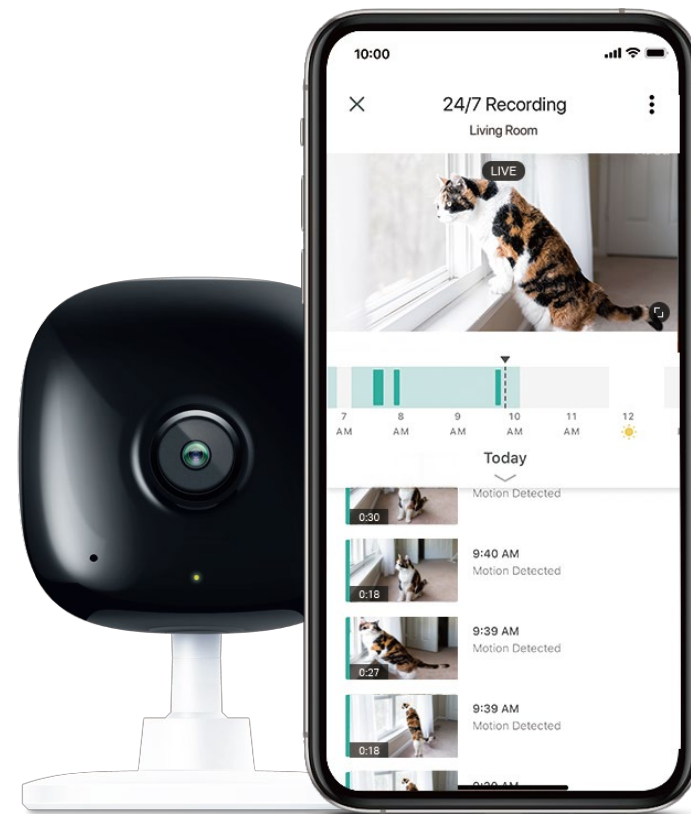 10:00
24/7 Recording
Living Room
LIVE
7 8 9 10 11 12
AM AM AM AM AM
Today
Motion Detected
0:30
9:40 AM
Motion Detected
0:18
9:39 AM
Motion Detected
0:27
9:39 AM
Motion Detected
0:18